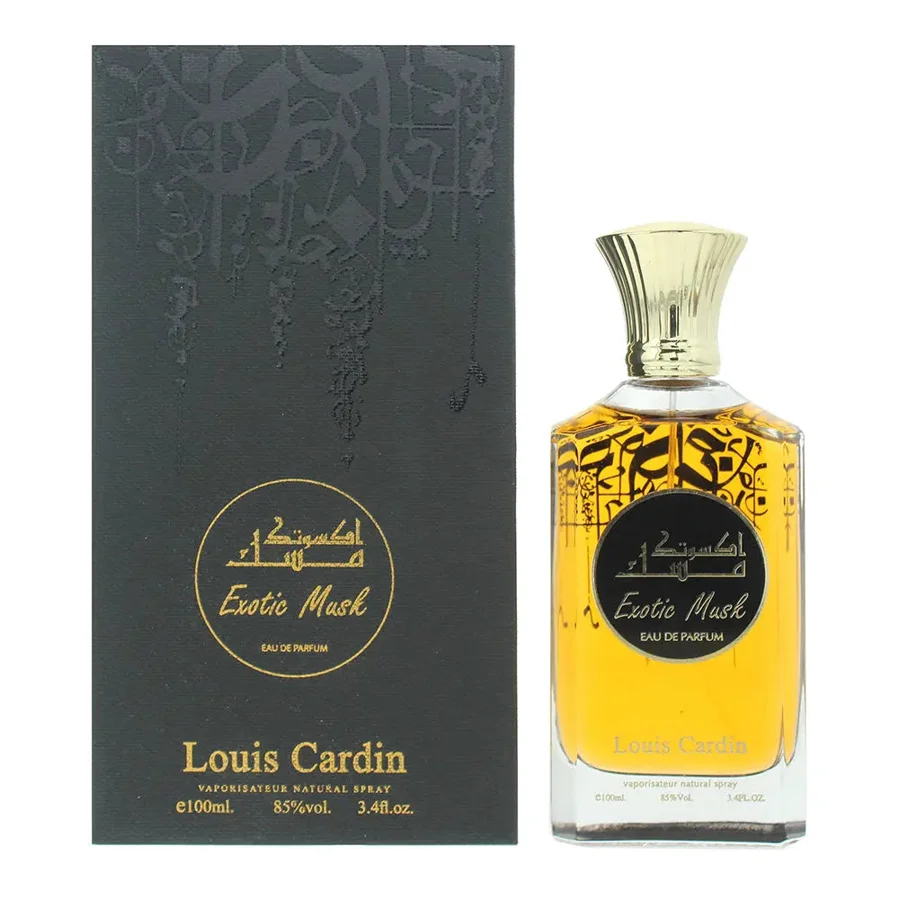 اكسوتك
مسك
Exotic Musk
EAU DE PARFUM
Louis Cardin
VAPORISATEUR NATURAL SPRAY
e100ml. 85%vol. 3.4fl.oz.
اكسوتك
مسك
Exotic Musk
EAU DE PARFUM
Louis Cardin
vaporisateur natural spray
e100ml. 85%Vol. 3.4FL.OZ.